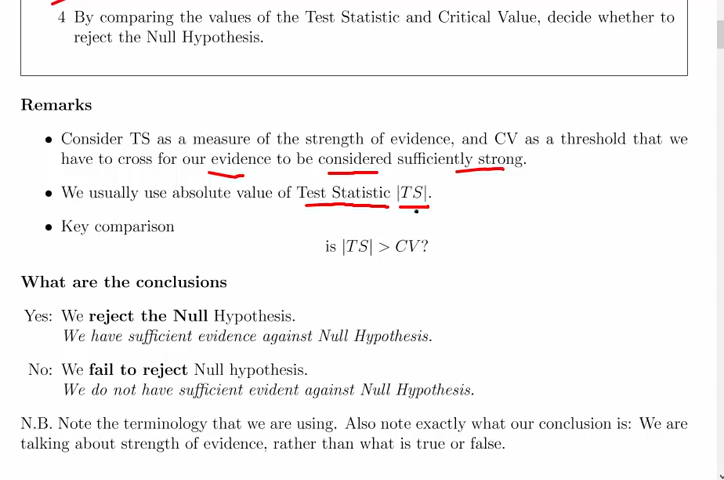 4 By comparing the values of the Test Statistic and Critical Value, decide whether to
reject the Null Hypothesis.
Remarks
• Consider TS as a measure of the strength of evidence, and CV as a threshold that we
have to cross for our evidence to be considered sufficiently strong.
• We usually use absolute value of Test Statistic |TS|.
• Key comparison
is |TS| > CV?
What are the conclusions
Yes: We reject the Null Hypothesis.
We have sufficient evidence against Null Hypothesis.
No: We fail to reject Null hypothesis.
We do not have sufficient evident against Null Hypothesis.
N.B. Note the terminology that we are using. Also note exactly what our conclusion is: We are
talking about strength of evidence, rather than what is true or false.